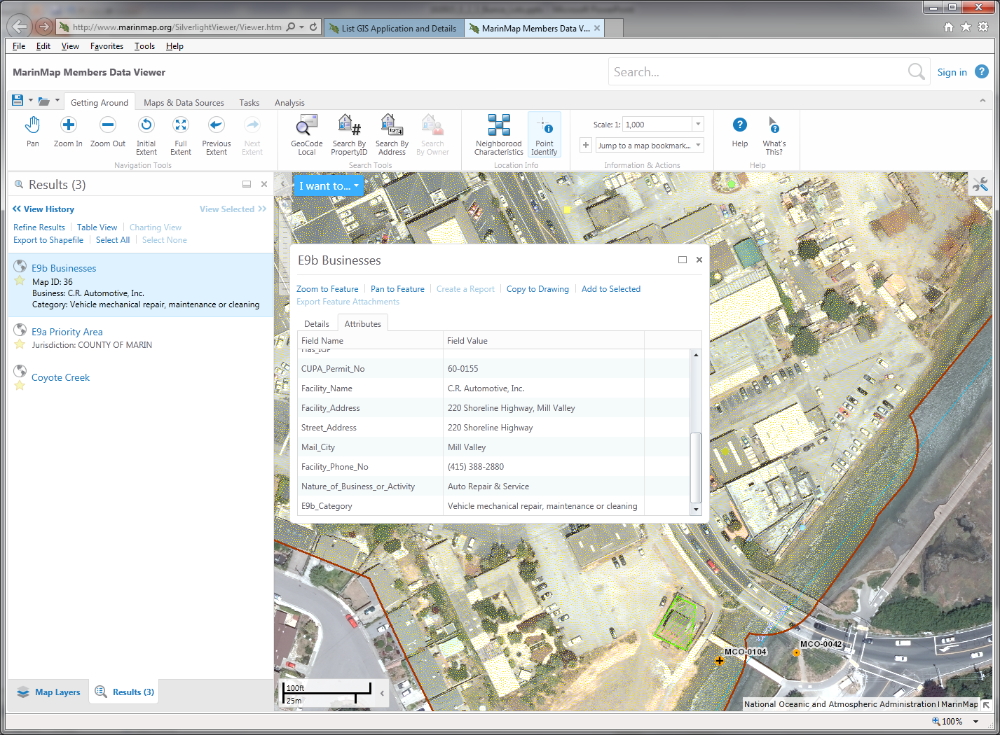 http://www.marinmap.org/SilverlightViewer/Viewer.html
List GIS Application and Details
MarinMap Members Data V...
File Edit View Favorites Tools Help
MarinMap Members Data Viewer
Search...
Sign in
Getting Around Maps & Data Sources Tasks Analysis
Pan
Zoom In
Zoom Out
Initial Extent
Full Extent
Previous Extent
Next Extent
Navigation Tools
GeoCode Local
Search By PropertyID
Search By Address
Search By Owner
Search Tools
Neighborood Characteristics
Point Identify
Location Info
Scale: 1: 1,000
Jump to a map bookmark...
Information & Actions
Help
What's This?
Help
Results (3)
View History
View Selected
Refine Results Table View Charting View
Export to Shapefile Select All Select None
E9b Businesses
Map ID: 36
Business: C.R. Automotive, Inc.
Category: Vehicle mechanical repair, maintenance or cleaning
E9a Priority Area
Jurisdiction: COUNTY OF MARIN
Coyote Creek
I want to...
E9b Businesses
Zoom to Feature Pan to Feature Create a Report Copy to Drawing Add to Selected
Export Feature Attachments
Details Attributes
Field Name Field Value
CUPA_Permit_No 60-0155
Facility_Name C.R. Automotive, Inc.
Facility_Address 220 Shoreline Highway, Mill Valley
Street_Address 220 Shoreline Highway
Mail_City Mill Valley
Facility_Phone_No (415) 388-2880
Nature_of_Business_or_Activity Auto Repair & Service
E9b_Category Vehicle mechanical repair, maintenance or cleaning
MCO-0042
MCO-0104
100ft
25m
National Oceanic and Atmospheric Administration | MarinMap
Map Layers
Results (3)
100%